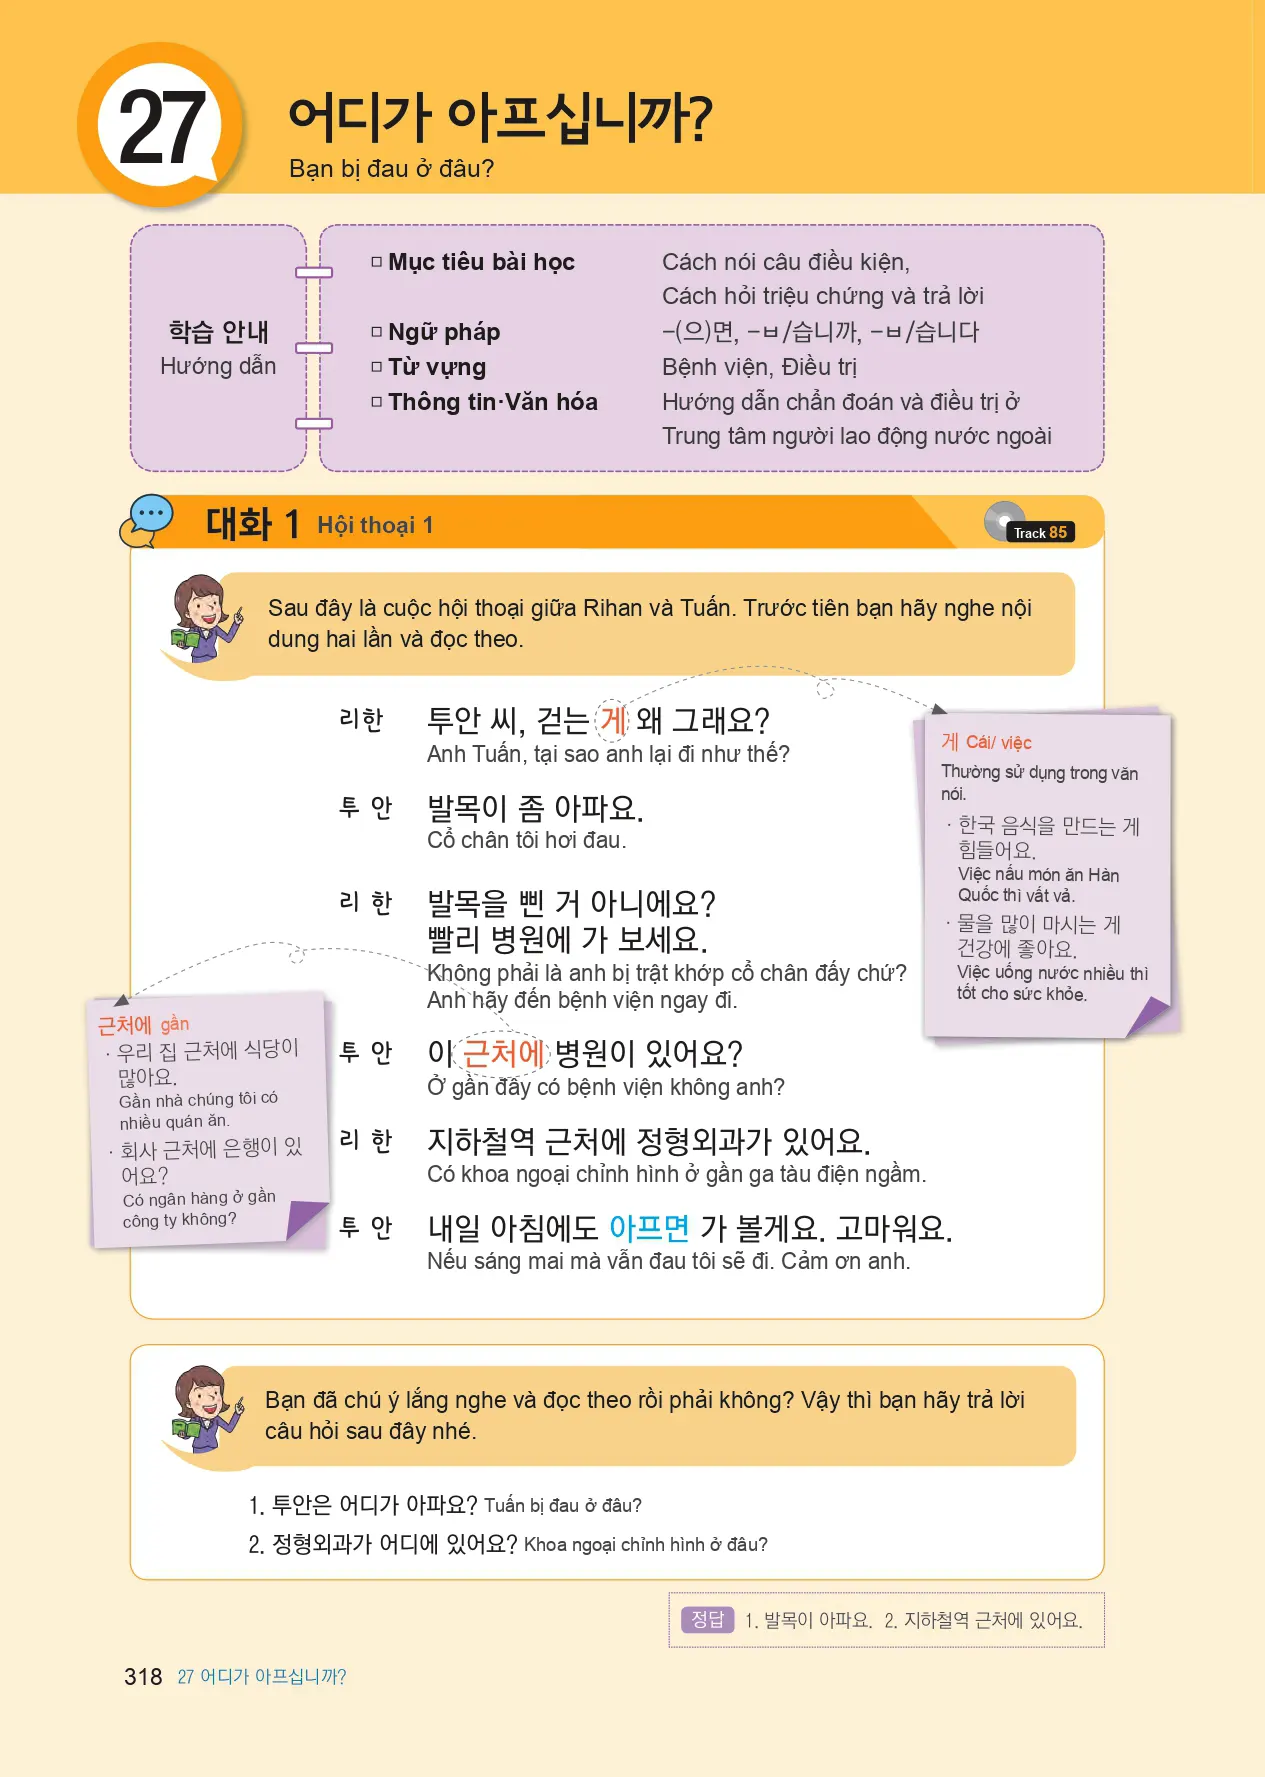 27
어디가 아프십니까?
Bạn bị đau ở đâu?
학습 안내
Hướng dẫn
□ Mục tiêu bài học Cách nói câu điều kiện,
Cách hỏi triệu chứng và trả lời
□ Ngữ pháp -(으)면, -ㅂ/습니까, -ㅂ/습니다
□ Từ vựng Bệnh viện, Điều trị
□ Thông tin·Văn hóa Hướng dẫn chẩn đoán và điều trị ở
Trung tâm người lao động nước ngoài
대화 1 Hội thoại 1
Track 85
Sau đây là cuộc hội thoại giữa Rihan và Tuấn. Trước tiên bạn hãy nghe nội
dung hai lần và đọc theo.
리한 투안 씨, 걷는 게 왜 그래요?
Anh Tuấn, tại sao anh lại đi như thế?
투 안 발목이 좀 아파요.
Cổ chân tôi hơi đau.
리 한 발목을 삔 거 아니에요?
빨리 병원에 가 보세요.
Không phải là anh bị trật khớp cổ chân đấy chứ?
Anh hãy đến bệnh viện ngay đi.
투 안 이 근처에 병원이 있어요?
Ở gần đây có bệnh viện không anh?
리 한 지하철역 근처에 정형외과가 있어요.
Có khoa ngoại chỉnh hình ở gần ga tàu điện ngầm.
투 안 내일 아침에도 아프면 가 볼게요. 고마워요.
Nếu sáng mai mà vẫn đau tôi sẽ đi. Cảm ơn anh.
게 Cái/ việc
Thường sử dụng trong văn
nói.
· 한국 음식을 만드는 게
힘들어요.
Việc nấu món ăn Hàn
Quốc thì vất vả.
· 물을 많이 마시는 게
건강에 좋아요.
Việc uống nước nhiều thì
tốt cho sức khỏe.
근처에 gần
· 우리 집 근처에 식당이
많아요.
Gần nhà chúng tôi có
nhiều quán ăn.
· 회사 근처에 은행이 있
어요?
Có ngân hàng ở gần
công ty không?
Bạn đã chú ý lắng nghe và đọc theo rồi phải không? Vậy thì bạn hãy trả lời
câu hỏi sau đây nhé.
1. 투안은 어디가 아파요? Tuấn bị đau ở đâu?
2. 정형외과가 어디에 있어요? Khoa ngoại chỉnh hình ở đâu?
정답 1. 발목이 아파요. 2. 지하철역 근처에 있어요.
318 27 어디가 아프십니까?